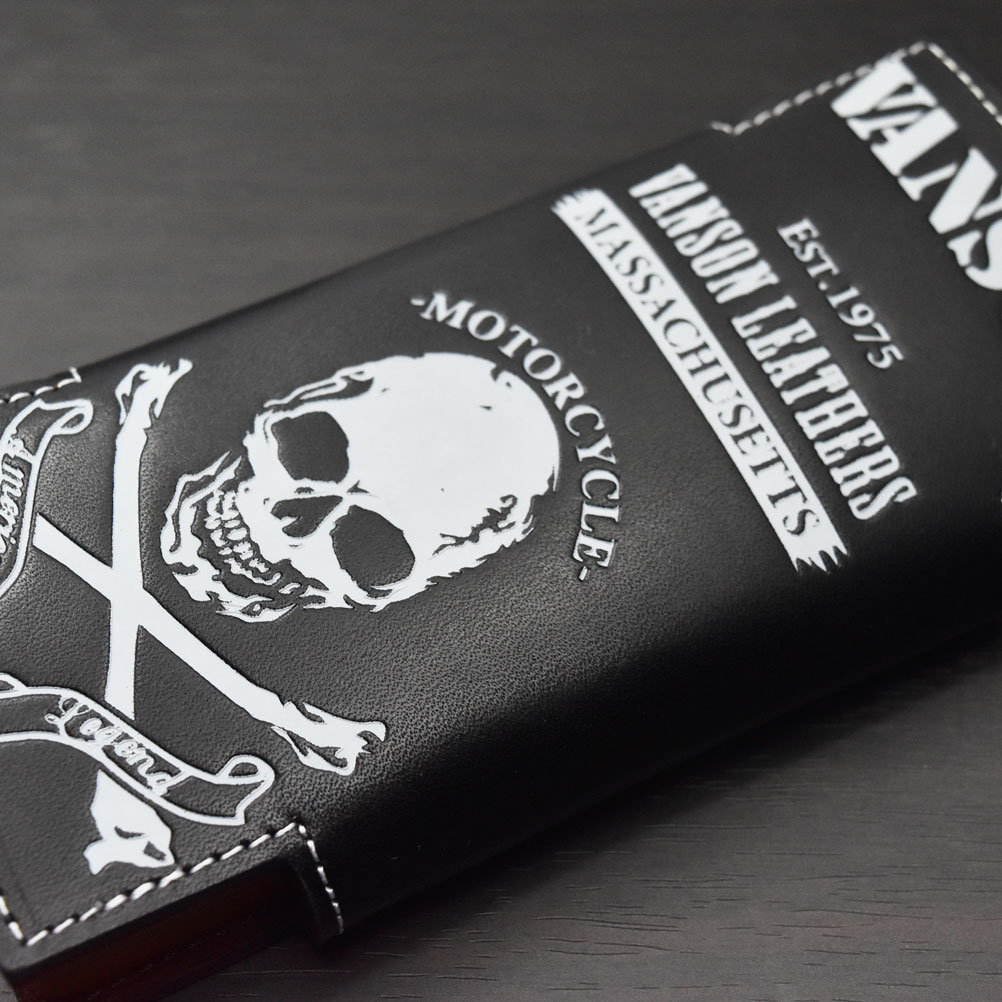 VANS
EST.1975
VANSON LEATHERS
MASSACHUSETTS
-MOTORCYCLE-
Legend